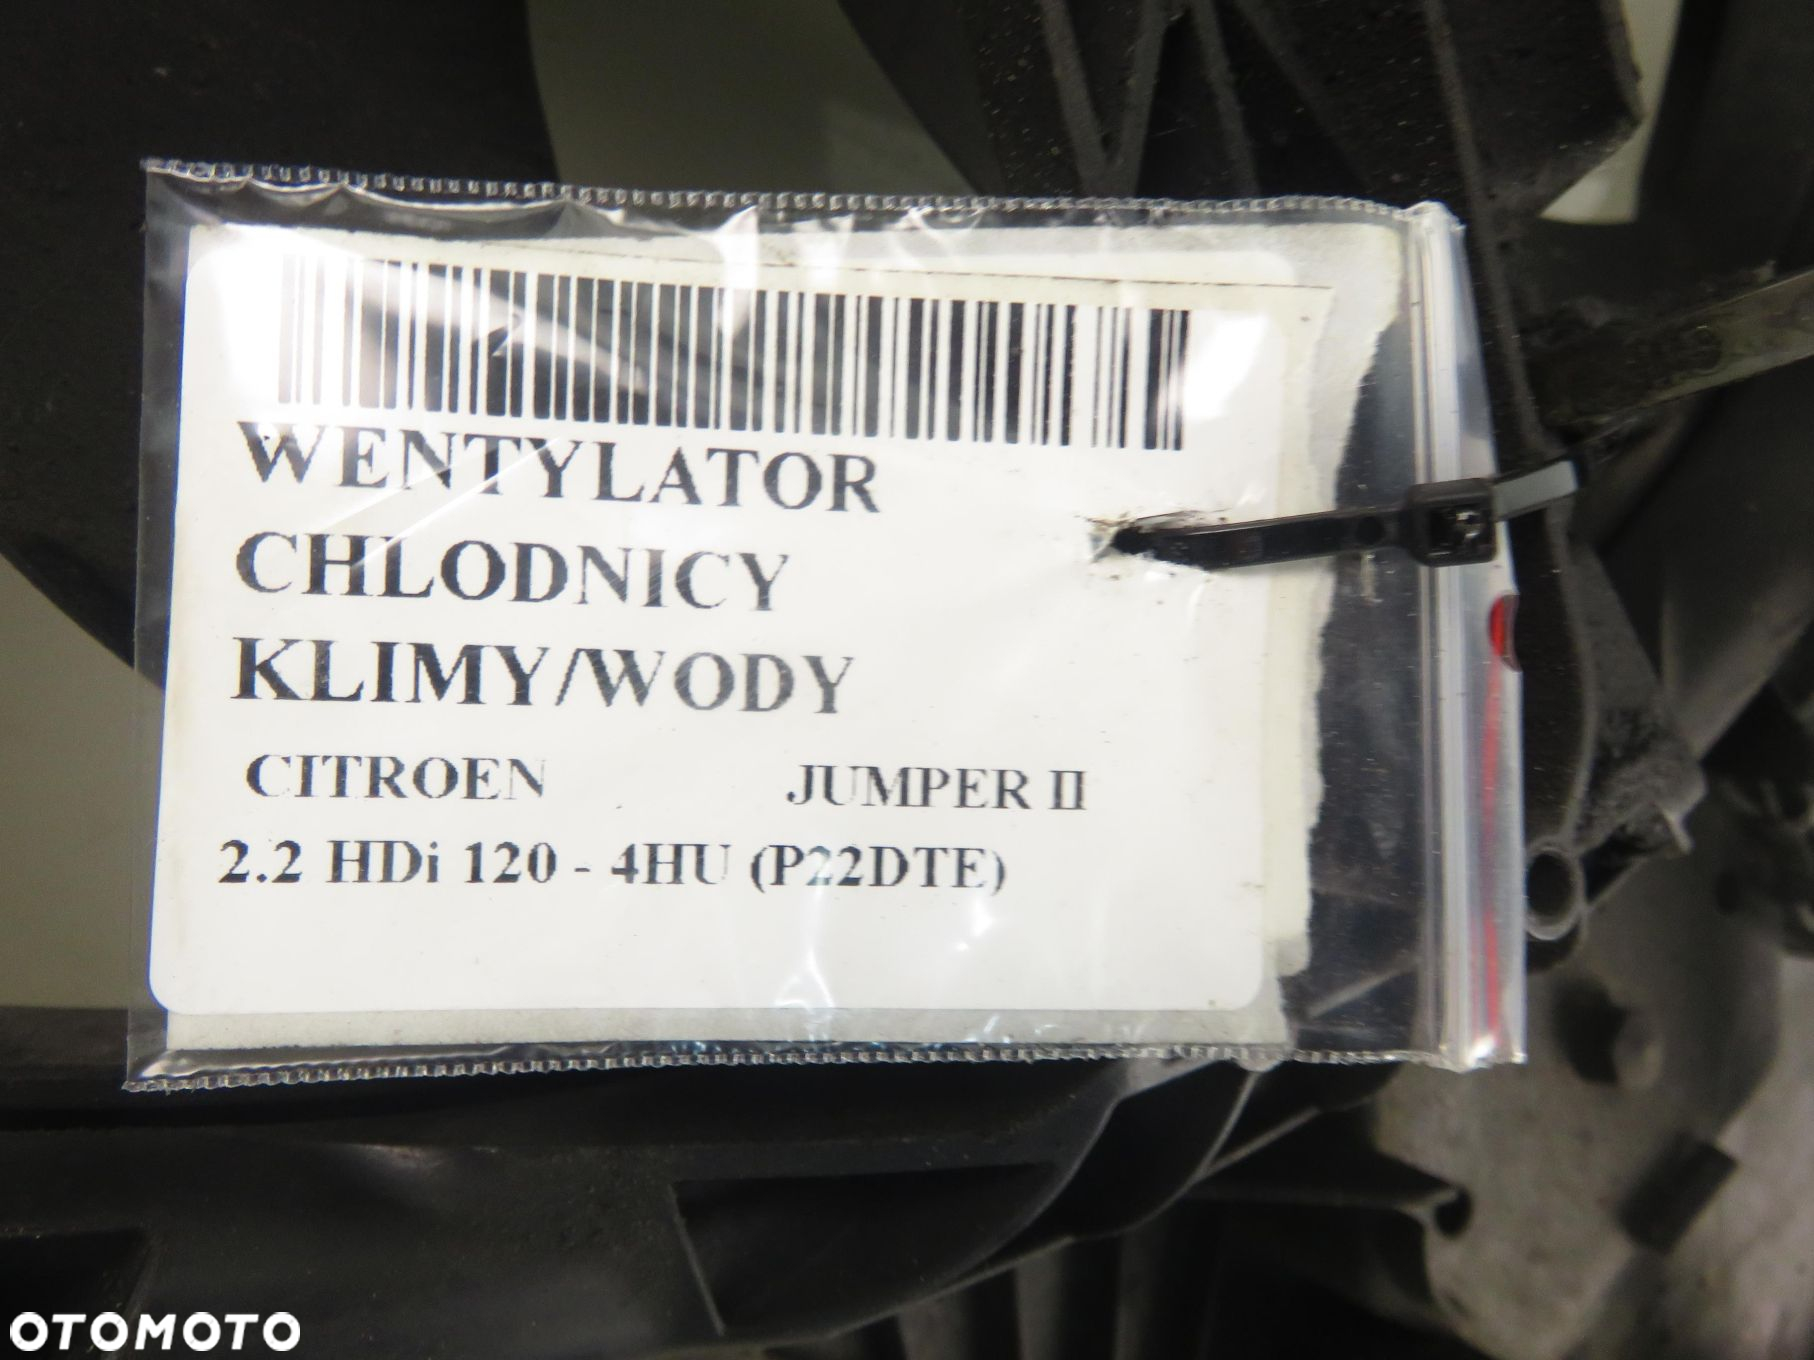 WENTYLATOR
CHLODNICY
KLIMY/WODY
CITROEN JUMPER II
2.2 HDi 120 - 4HU (P22DTE)
OTOMOTO